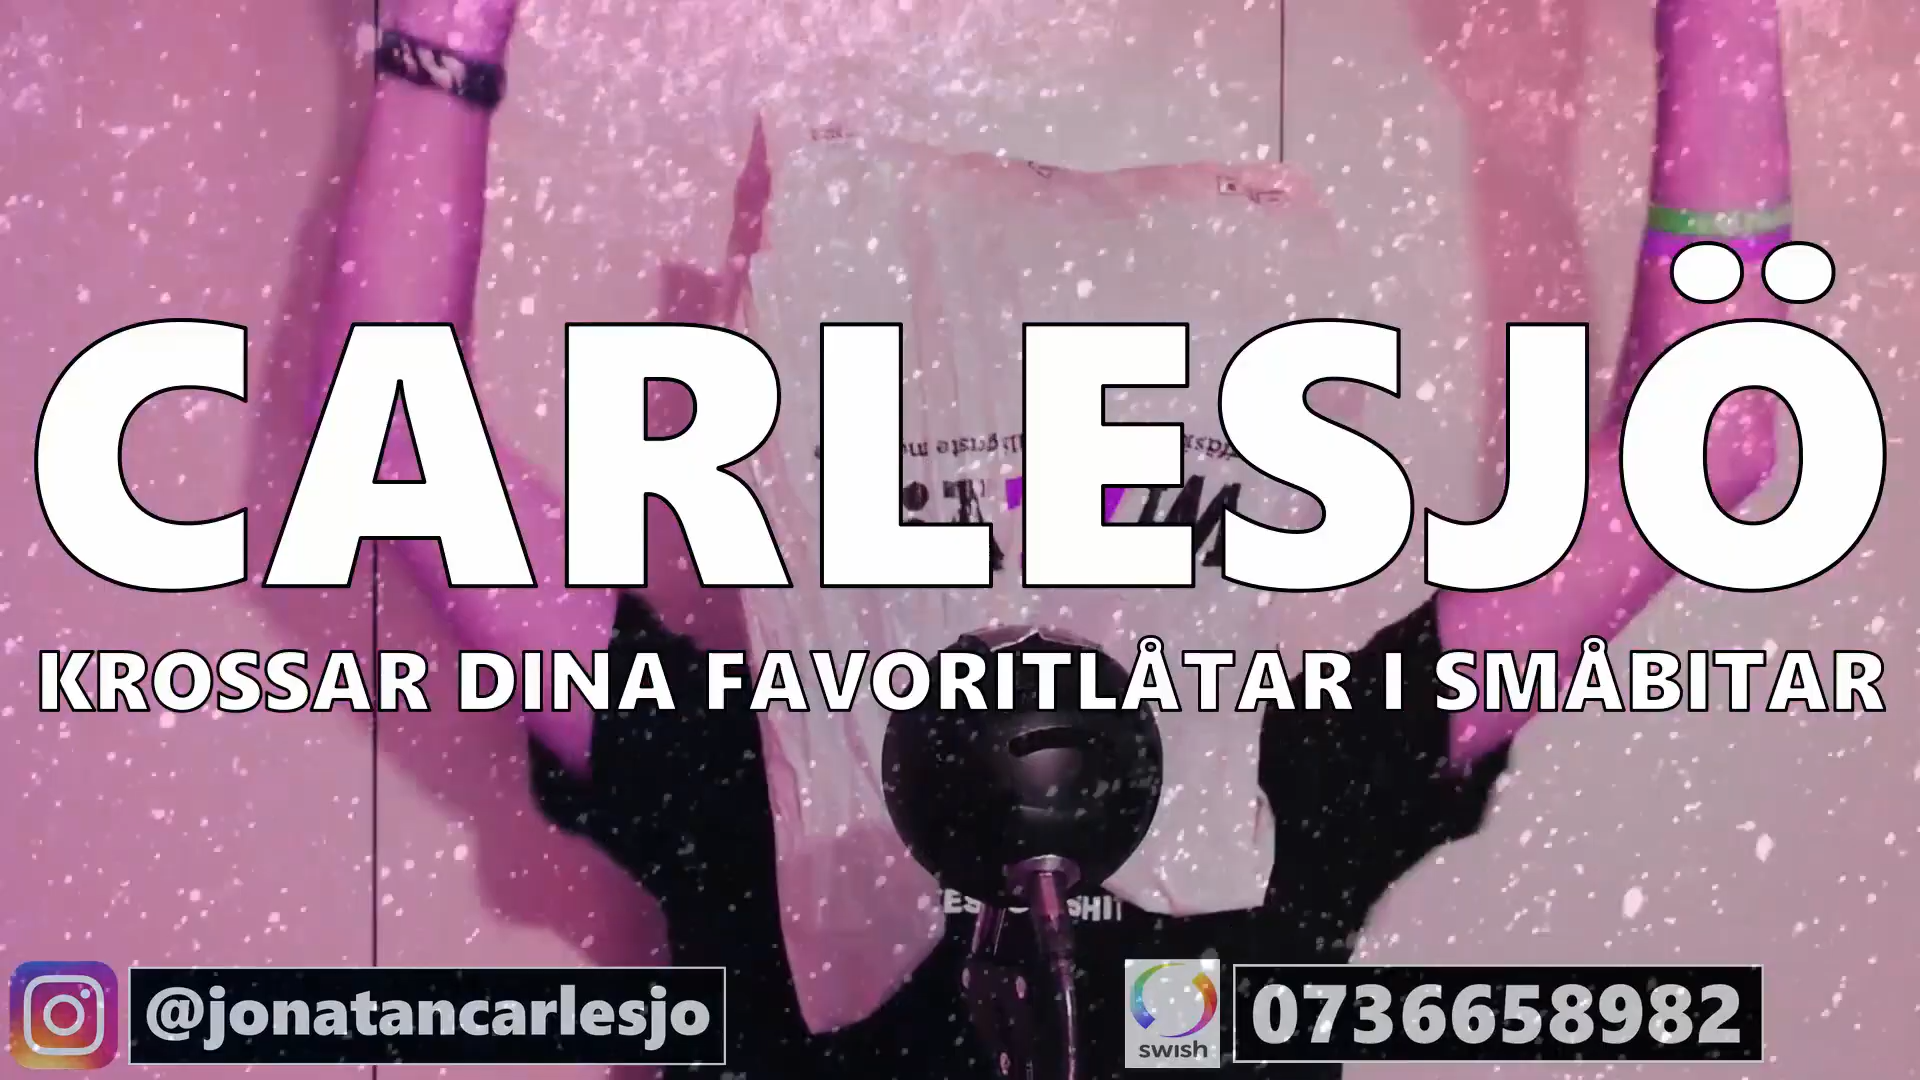 CARLESJÖ
KROSSAR DINA FAVORITLÅTAR I SMÅBITAR
@jonatancarlesjo
swish
0736658982